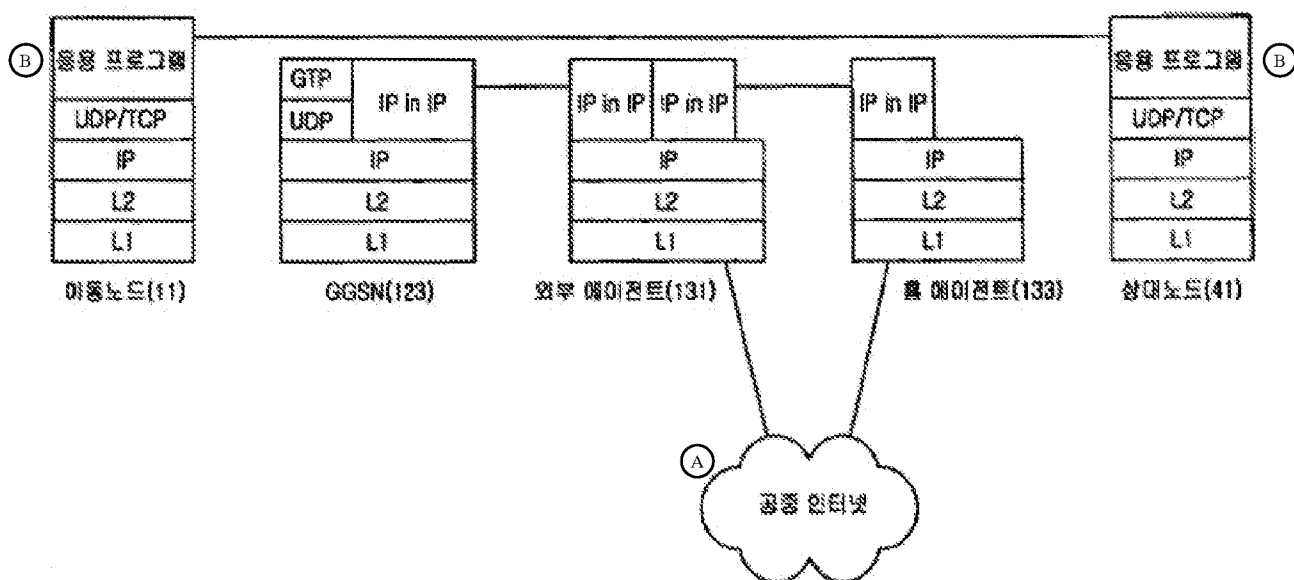 B
응용 프로그램
UDP/TCP
IP
L2
L1
이동노드(11)
GTP
UDP
IP in IP
IP
L2
L1
GGSN(123)
IP in IP
IP in IP
IP
L2
L1
외부 에이전트(131)
IP in IP
IP
L2
L1
홈 에이전트(133)
응용 프로그램
B
UDP/TCP
IP
L2
L1
상대노드(41)
A
공중 인터넷